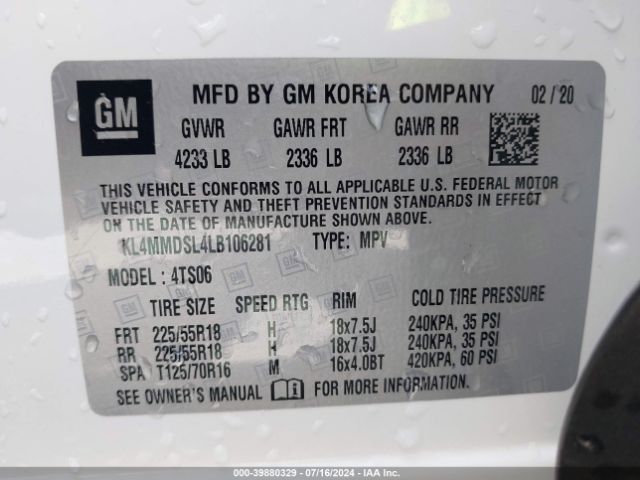 GM MFD BY GM KOREA COMPANY 02 / 20
GVWR GAWR FRT GAWR RR
4233 LB 2336 LB 2336 LB
THIS VEHICLE CONFORMS TO ALL APPLICABLE U.S. FEDERAL MOTOR
VEHICLE SAFETY AND THEFT PREVENTION STANDARDS IN EFFECT
ON THE DATE OF MANUFACTURE SHOWN ABOVE.
KL4MMDSL4LB106281 TYPE: MPV
MODEL : 4TS06
TIRE SIZE SPEED RTG RIM COLD TIRE PRESSURE
FRT 225/55R18 H 18x7.5J 240KPA, 35 PSI
RR 225/55R18 H 18x7.5J 240KPA, 35 PSI
SPA T125/70R16 M 16x4.0BT 420KPA, 60 PSI
SEE OWNER'S MANUAL FOR MORE INFORMATION.
000-39880329 - 07/16/2024 - IAA Inc.